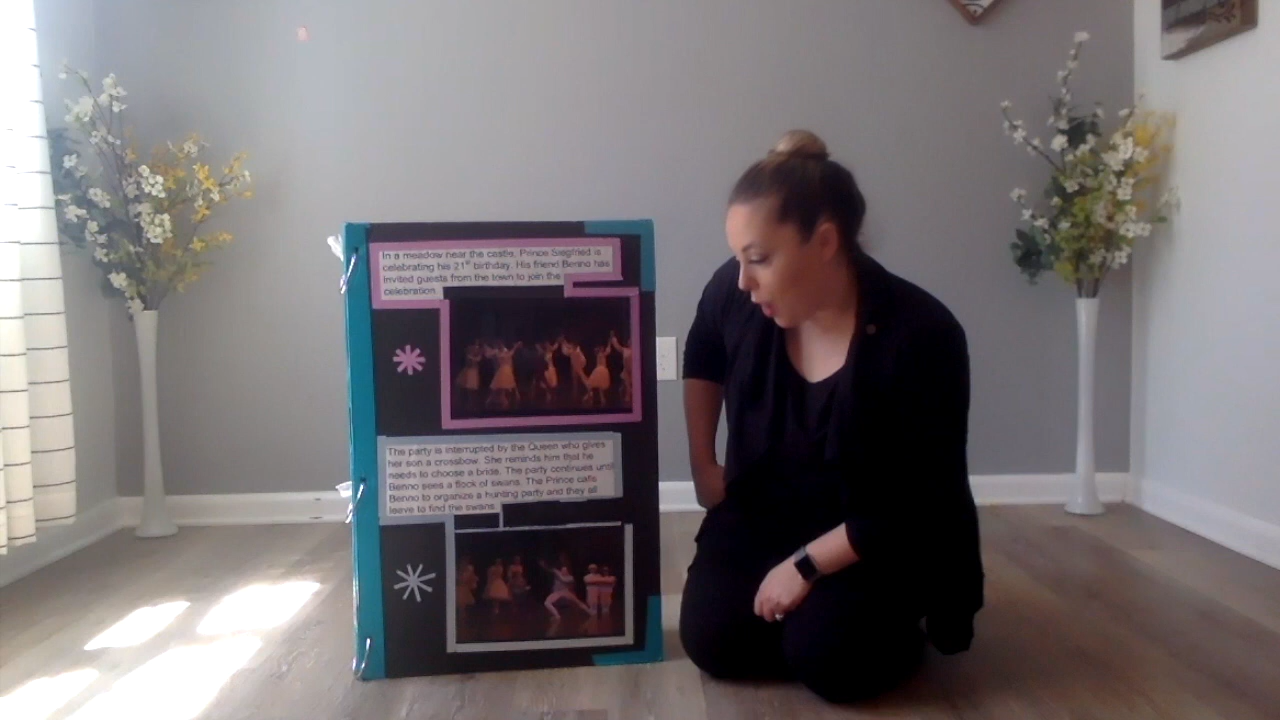 In a meadow near the castle, Prince Siegfried is
celebrating his 21st birthday. His friend Benno has
invited guests from the town to join the
celebration.
The party is interrupted by the Queen who gives
her son a crossbow. She reminds him that he
needs to choose a bride. The party continues until
Benno sees a flock of swans. The Prince calls
Benno to organize a hunting party and they all
leave to find the swans.